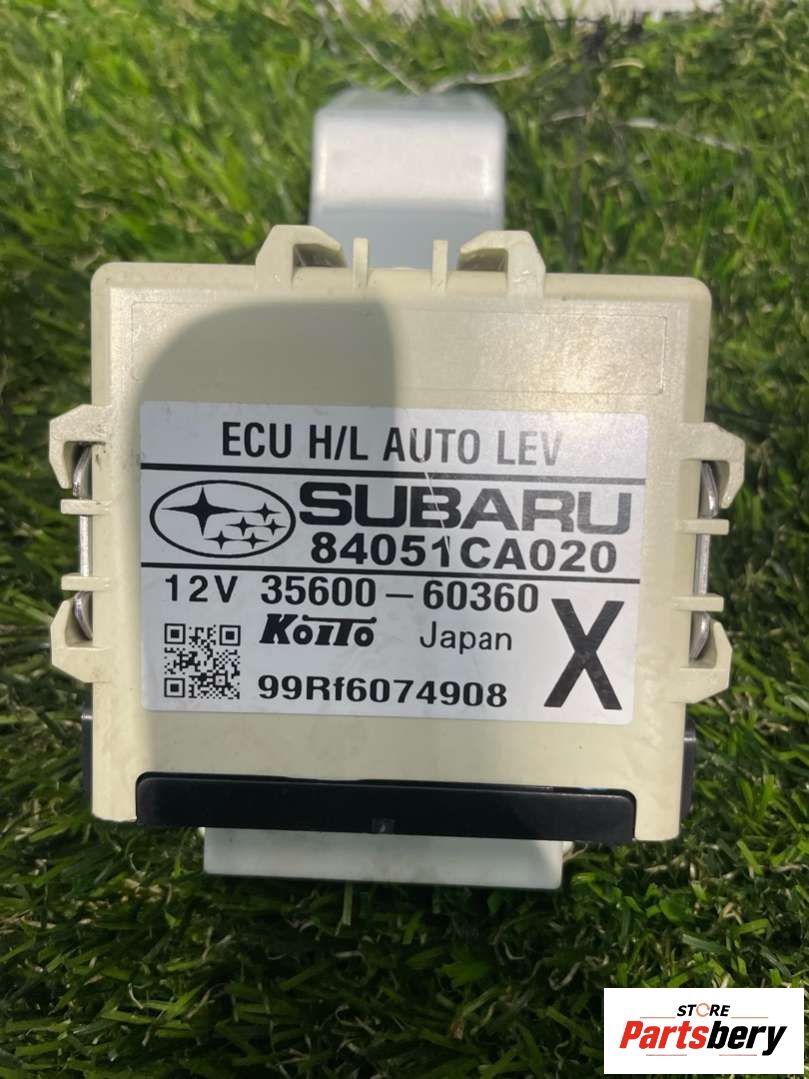 ECU H/L AUTO LEV
SUBARU
84051CA020
12V 35600-60360
KOITO Japan X
99Rf6074908
STORE
Partsbery